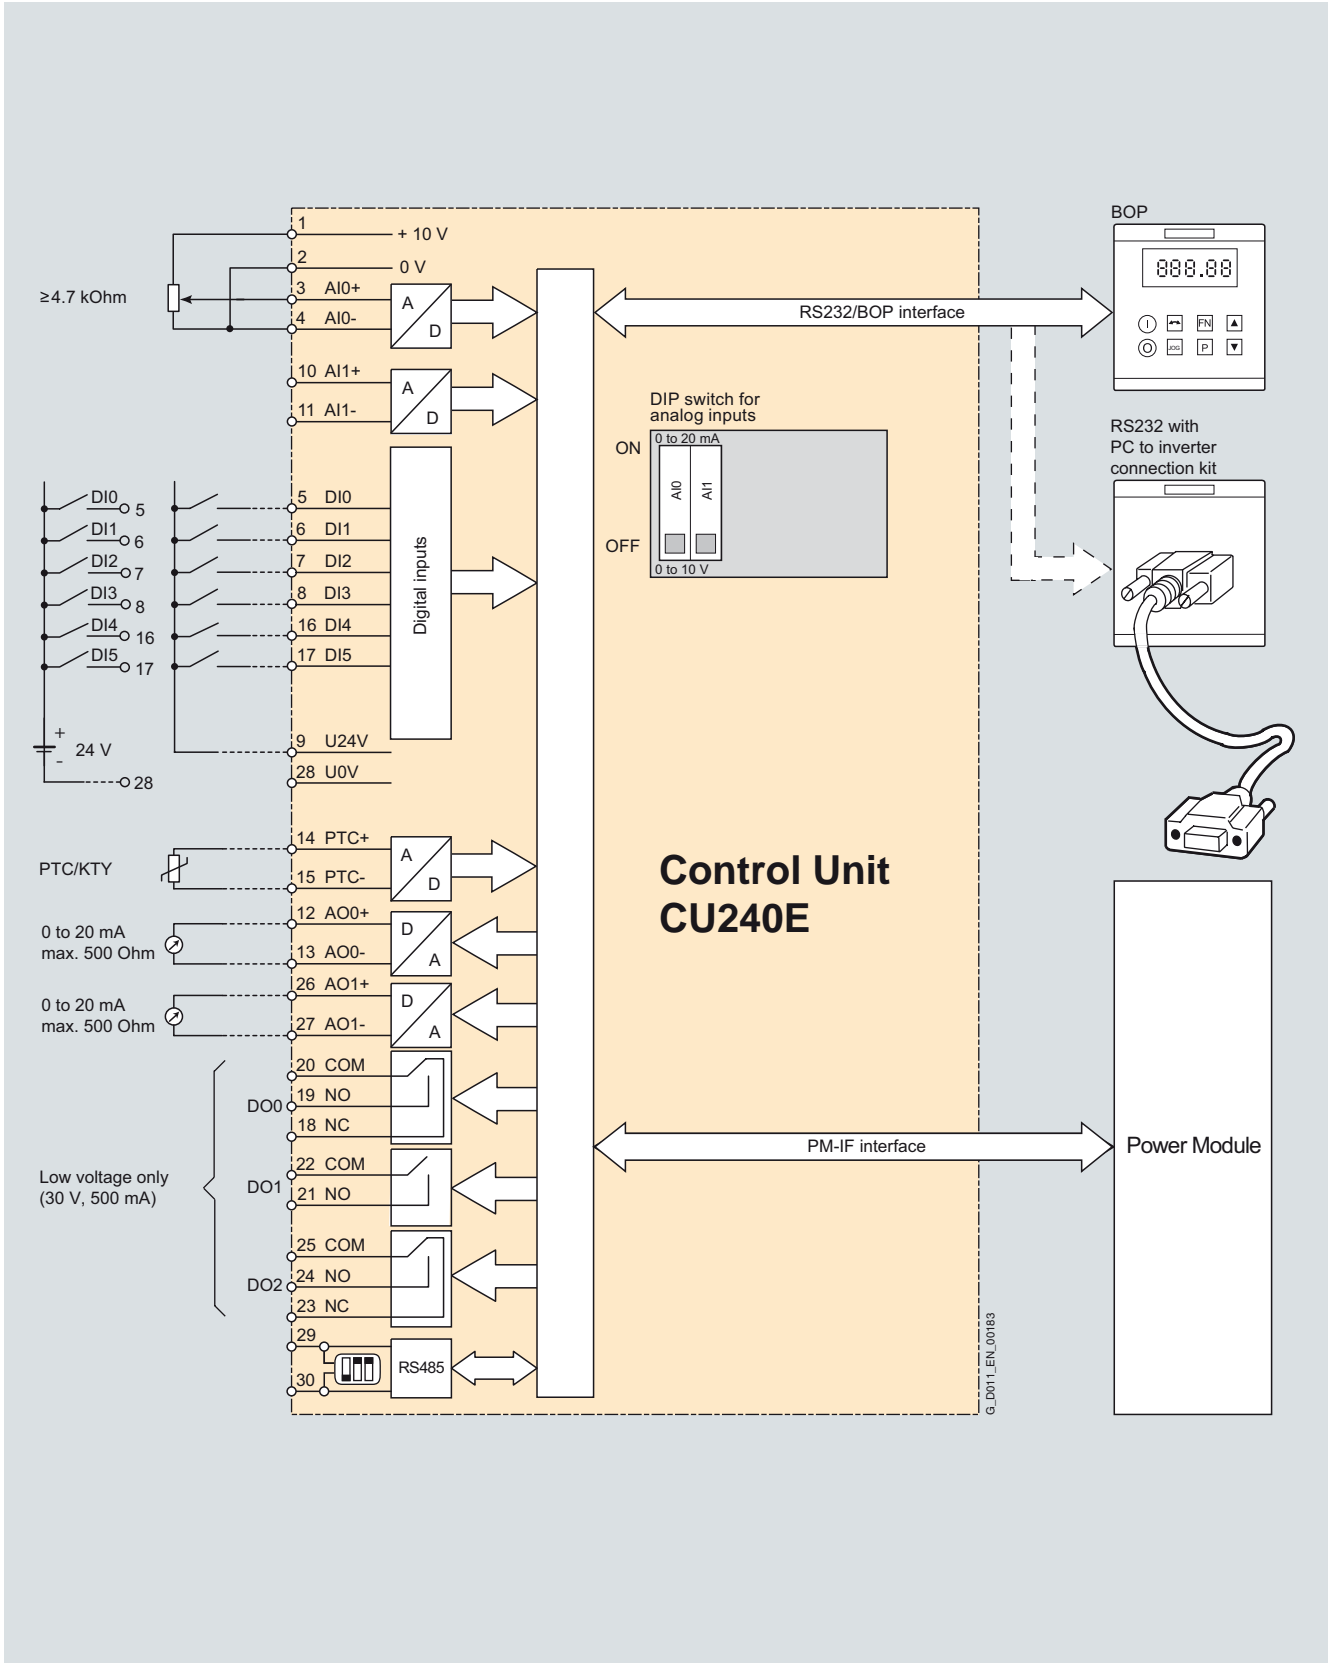 1
+ 10 V
2
0 V
≥4.7 kOhm
3 AI0+
4 AI0-
A
D
10 AI1+
11 AI1-
A
D
DI0
5
DI1
6
DI2
7
DI3
8
DI4
16
DI5
17
+
-
24 V
28
5 DI0
6 DI1
7 DI2
8 DI3
16 DI4
17 DI5
Digital inputs
9 U24V
28 U0V
PTC/KTY
14 PTC+
15 PTC-
A
D
0 to 20 mA
max. 500 Ohm
12 AO0+
13 AO0-
D
A
0 to 20 mA
max. 500 Ohm
26 AO1+
27 AO1-
D
A
Low voltage only
(30 V, 500 mA)
DO0
20 COM
19 NO
18 NC
DO1
22 COM
21 NO
DO2
25 COM
24 NO
23 NC
29
30
RS485
RS232/BOP interface
DIP switch for
analog inputs
ON
0 to 20 mA
AI0
AI1
OFF
0 to 10 V
Control Unit
CU240E
PM-IF interface
G_D011_EN_00183
BOP
888.88
FN
JOG
P
RS232 with
PC to inverter
connection kit
Power Module